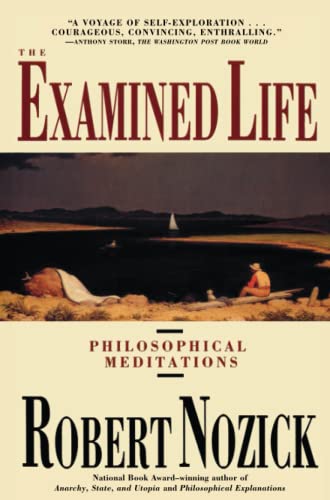 "A VOYAGE OF SELF-EXPLORATION . . .
COURAGEOUS, CONVINCING, ENTHRALLING."
—ANTHONY STORR, THE WASHINGTON POST BOOK WORLD
THE
EXAMINED LIFE
PHILOSOPHICAL
MEDITATIONS
ROBERT NOZICK
National Book Award–winning author of
Anarchy, State, and Utopia and Philosophical Explanations